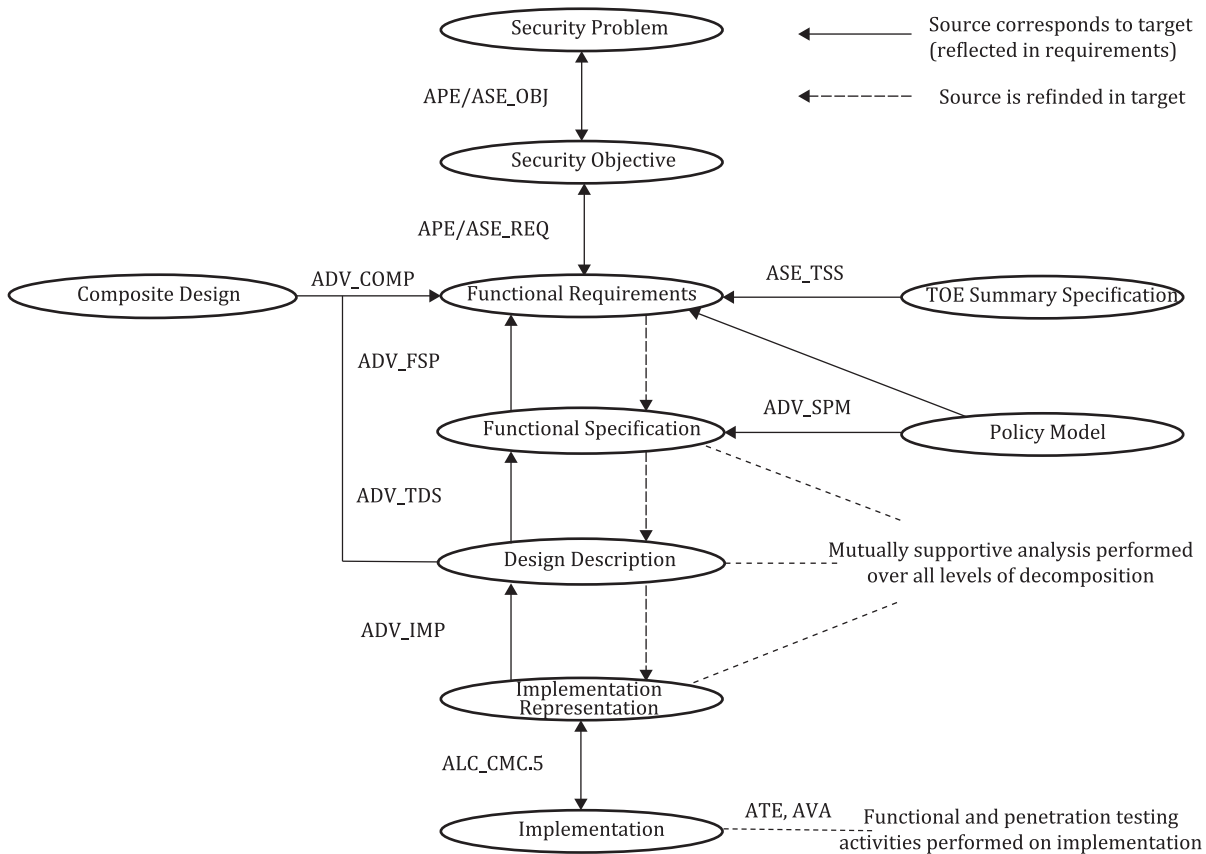 Security Problem
Source corresponds to target
(reflected in requirements)
APE/ASE_OBJ
Source is refinded in target
Security Objective
APE/ASE_REQ
ADV_COMP
ASE_TSS
Composite Design
Functional Requirements
TOE Summary Specification
ADV_FSP
ADV_SPM
Functional Specification
Policy Model
ADV_TDS
Design Description
Mutually supportive analysis performed
over all levels of decomposition
ADV_IMP
Implementation
Representation
ALC_CMC.5
ATE, AVA
Implementation
Functional and penetration testing
activities performed on implementation